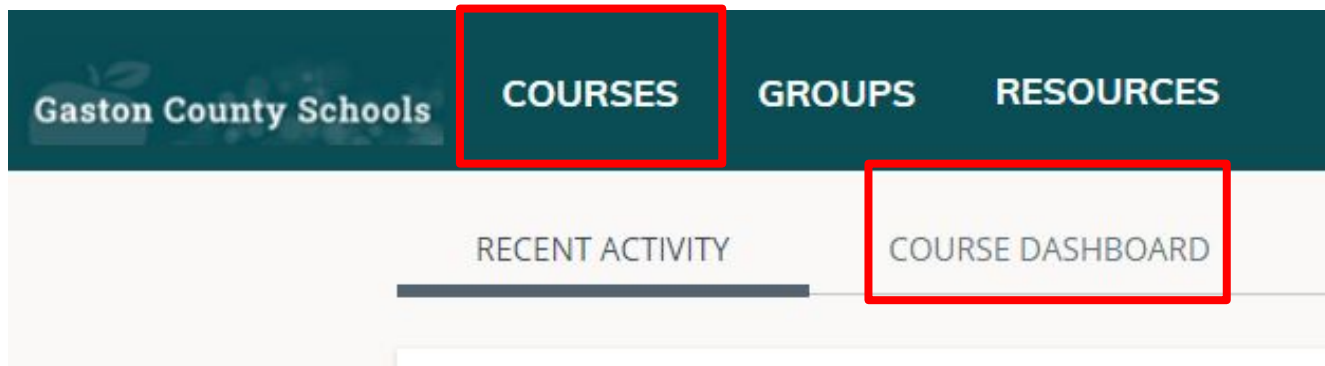 Gaston County Schools COURSES GROUPS RESOURCES
RECENT ACTIVITY COURSE DASHBOARD